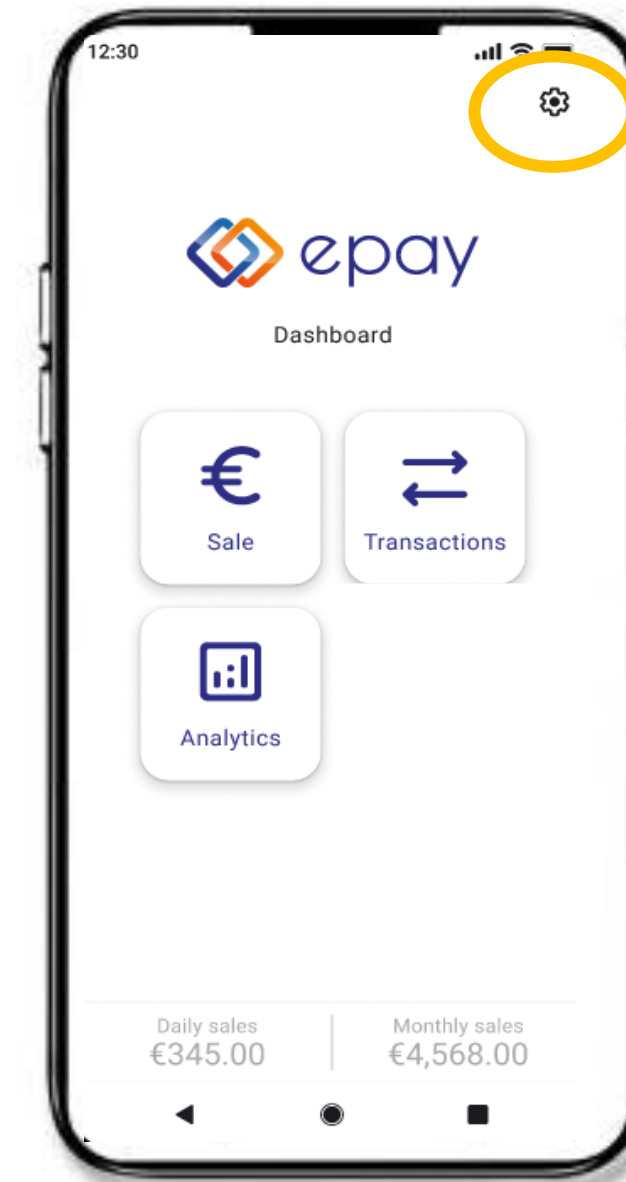 12:30
epay
Dashboard
€
Sale
Transactions
Analytics
Daily sales
€345.00
Monthly sales
€4,568.00